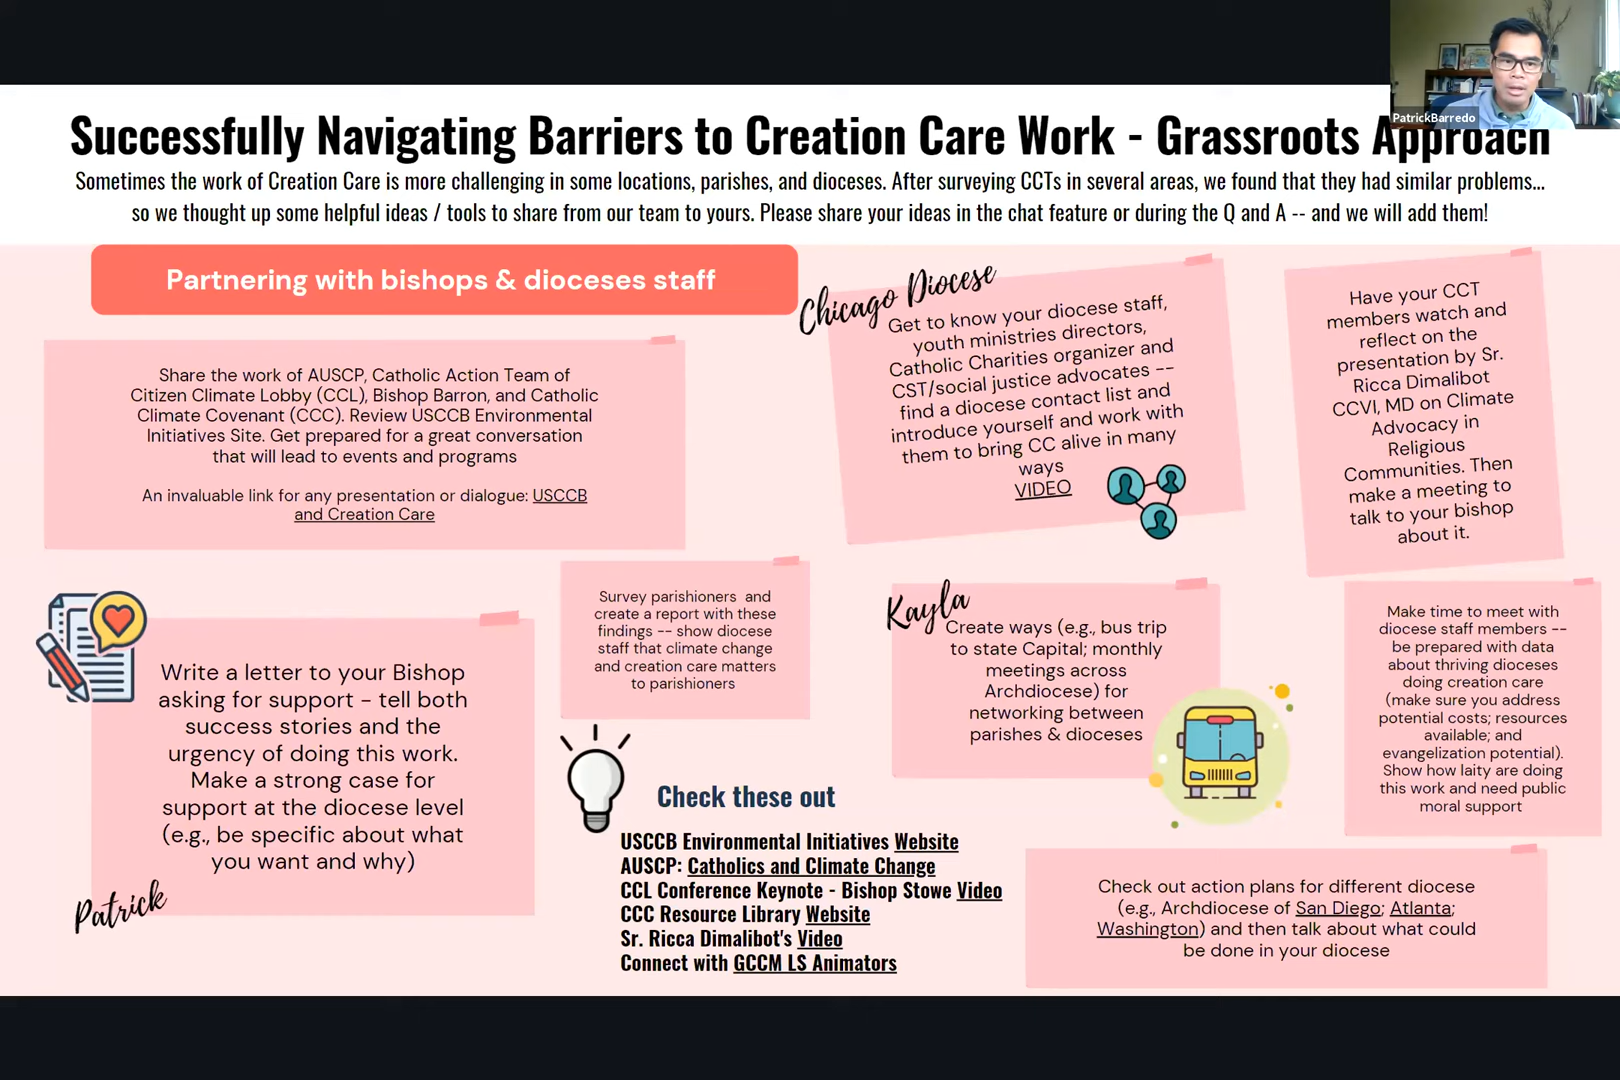 PatrickBarredo
Successfully Navigating Barriers to Creation Care Work - Grassroots Approach
Sometimes the work of Creation Care is more challenging in some locations, parishes, and dioceses. After surveying CCTs in several areas, we found that they had similar problems...
so we thought up some helpful ideas / tools to share from our team to yours. Please share your ideas in the chat feature or during the Q and A -- and we will add them!
Partnering with bishops & dioceses staff
Share the work of AUSCP, Catholic Action Team of
Citizen Climate Lobby (CCL), Bishop Barron, and Catholic
Climate Covenant (CCC). Review USCCB Environmental
Initiatives Site. Get prepared for a great conversation
that will lead to events and programs
An invaluable link for any presentation or dialogue: USCCB
and Creation Care
Chicago Diocese
Get to know your diocese staff,
youth ministries directors,
Catholic Charities organizer and
CST/social justice advocates --
find a diocese contact list and
introduce yourself and work with
them to bring CC alive in many
ways
VIDEO
Have your CCT
members watch and
reflect on the
presentation by Sr.
Ricca Dimalibot
CCVI, MD on Climate
Advocacy in
Religious
Communities. Then
make a meeting to
talk to your bishop
about it.
Write a letter to your Bishop
asking for support - tell both
success stories and the
urgency of doing this work.
Make a strong case for
support at the diocese level
(e.g., be specific about what
you want and why)
Patrick
Survey parishioners and
create a report with these
findings -- show diocese
staff that climate change
and creation care matters
to parishioners
Kayla
Create ways (e.g., bus trip
to state Capital; monthly
meetings across
Archdiocese) for
networking between
parishes & dioceses
Make time to meet with
diocese staff members --
be prepared with data
about thriving dioceses
doing creation care
(make sure you address
potential costs; resources
available; and
evangelization potential).
Show how laity are doing
this work and need public
moral support
Check these out
USCCB Environmental Initiatives Website
AUSCP: Catholics and Climate Change
CCL Conference Keynote - Bishop Stowe Video
CCC Resource Library Website
Sr. Ricca Dimalibot's Video
Connect with GCCM LS Animators
Check out action plans for different diocese
(e.g., Archdiocese of San Diego; Atlanta;
Washington) and then talk about what could
be done in your diocese